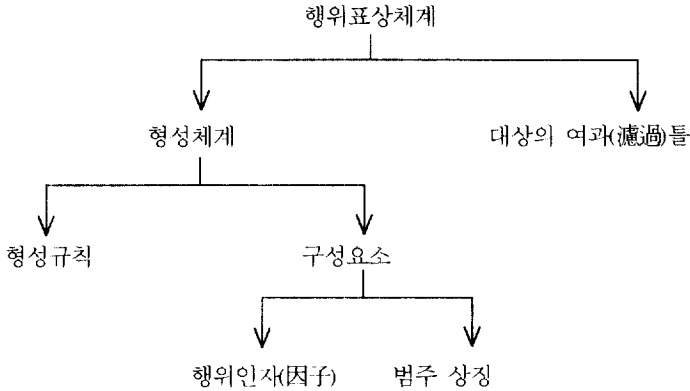 행위표상체계
형성체계
대상의 여과(濾過)틀
형성규칙
구성요소
행위인자(因子)
범주 상징